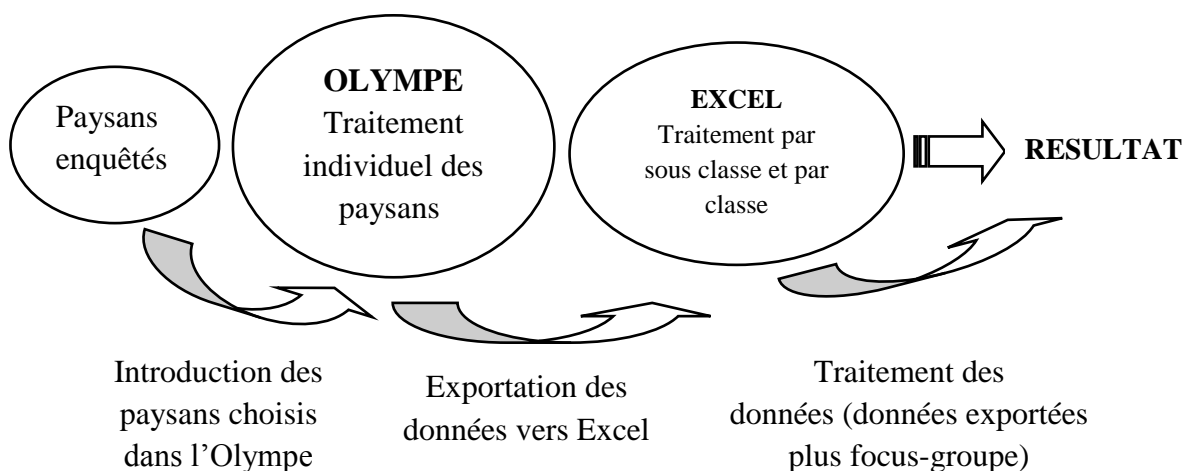 Paysans
enquêtés
OLYMPE
Traitement
individuel des
paysans
EXCEL
Traitement par
sous classe et par
classe
RESULTAT
Introduction des
paysans choisis
dans l’Olympe
Exportation des
données vers Excel
Traitement des
données (données exportées
plus focus-groupe)